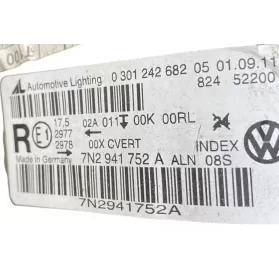 Automotive Lighting 0 301 242 682 05 01.09.11
824 52200
17.5 02A 011 00K 00RL
R E1 2977
2978 00X CVERT INDEX
Made in Germany 7N2 941 752 A ALN 08S
7N2941752A